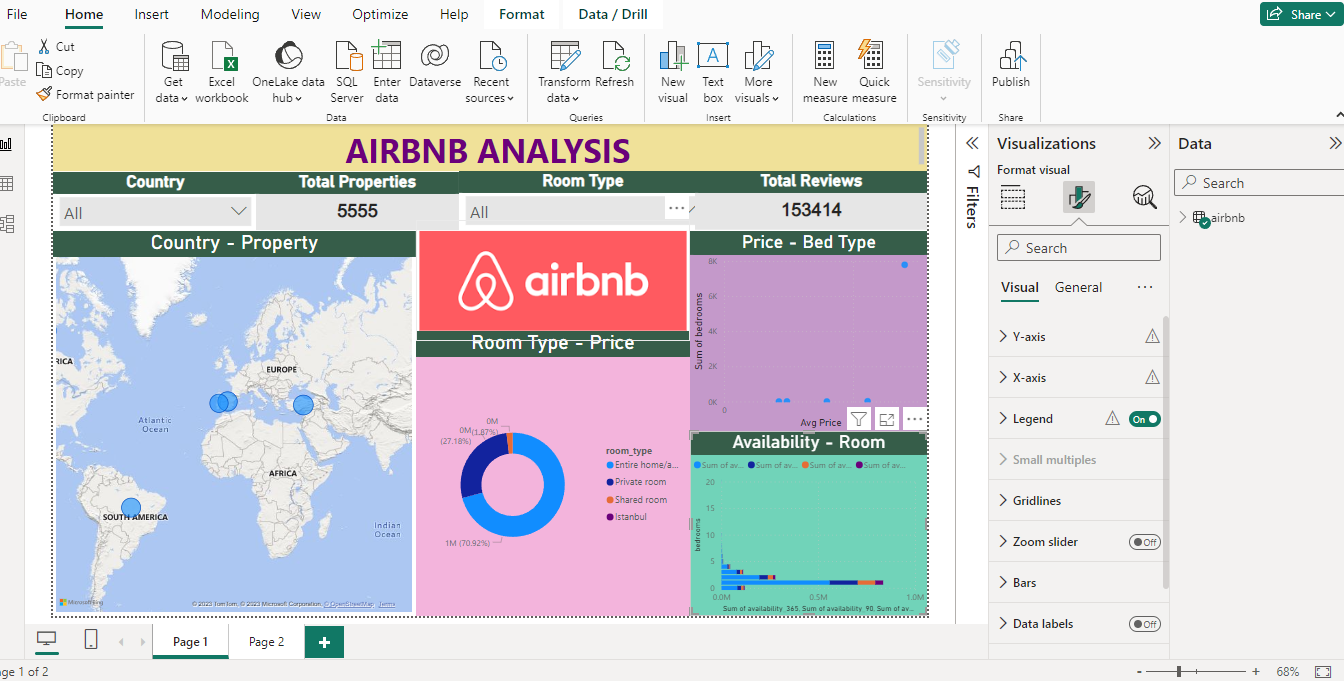 File Home Insert Modeling View Optimize Help Format Data / Drill Share
Paste Cut
Copy
Format painter
Get data
Excel workbook
OneLake data hub
SQL Server
Enter data
Dataverse
Recent sources
Transform data
Refresh
New visual
Text box
More visuals
New measure
Quick measure
Sensitivity
Publish
Clipboard Data Queries Insert Calculations Sensitivity Share
AIRBNB ANALYSIS
Country Total Properties Room Type Total Reviews
All 5555 All 153414
Country - Property
EUROPE
RICA
Atlantic
Ocean
AFRICA
SOUTH AMERICA
Indian
Ocean
Microsoft Bing
© 2023 TomTom, © 2023 Microsoft Corporation, © OpenStreetMap Terms
airbnb
Room Type - Price
0M
0M (1.87%)
(27.18%)
1M (70.92%)
room_type
Entire home/a...
Private room
Shared room
Istanbul
Price - Bed Type
Sum of bedrooms
8K
6K
4K
2K
0K
0
Avg Price
Availability - Room
Sum of av... Sum of av... Sum of av... Sum of av...
bedrooms
20
15
10
5
0
0.0M 0.5M 1.0M
Sum of availability_365, Sum of availability_90, Sum of av...
Filters
Visualizations
Format visual
Search
Visual General
Y-axis
X-axis
Legend On
Small multiples
Gridlines
Zoom slider Off
Bars
Data labels Off
Data
Search
airbnb
Page 1 Page 2 +
ge 1 of 2
- + 68%